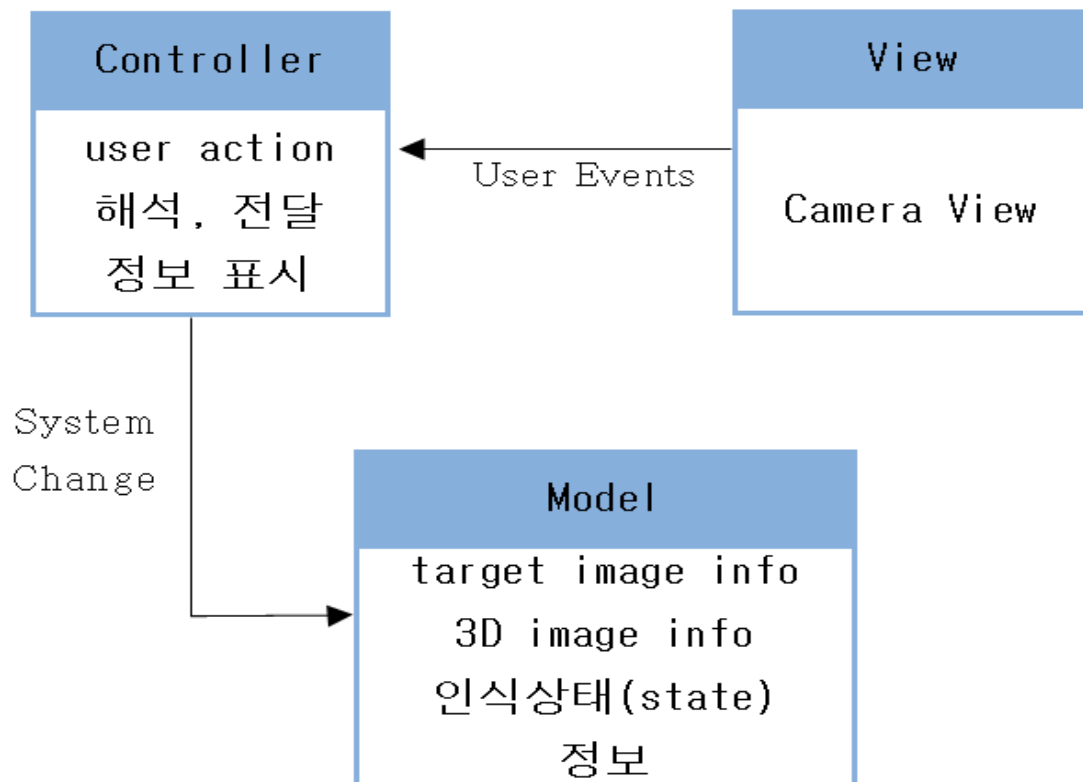 Controller
user action
해석, 전달
정보 표시
View
Camera View
User Events
System
Change
Model
target image info
3D image info
인식상태(state)
정보